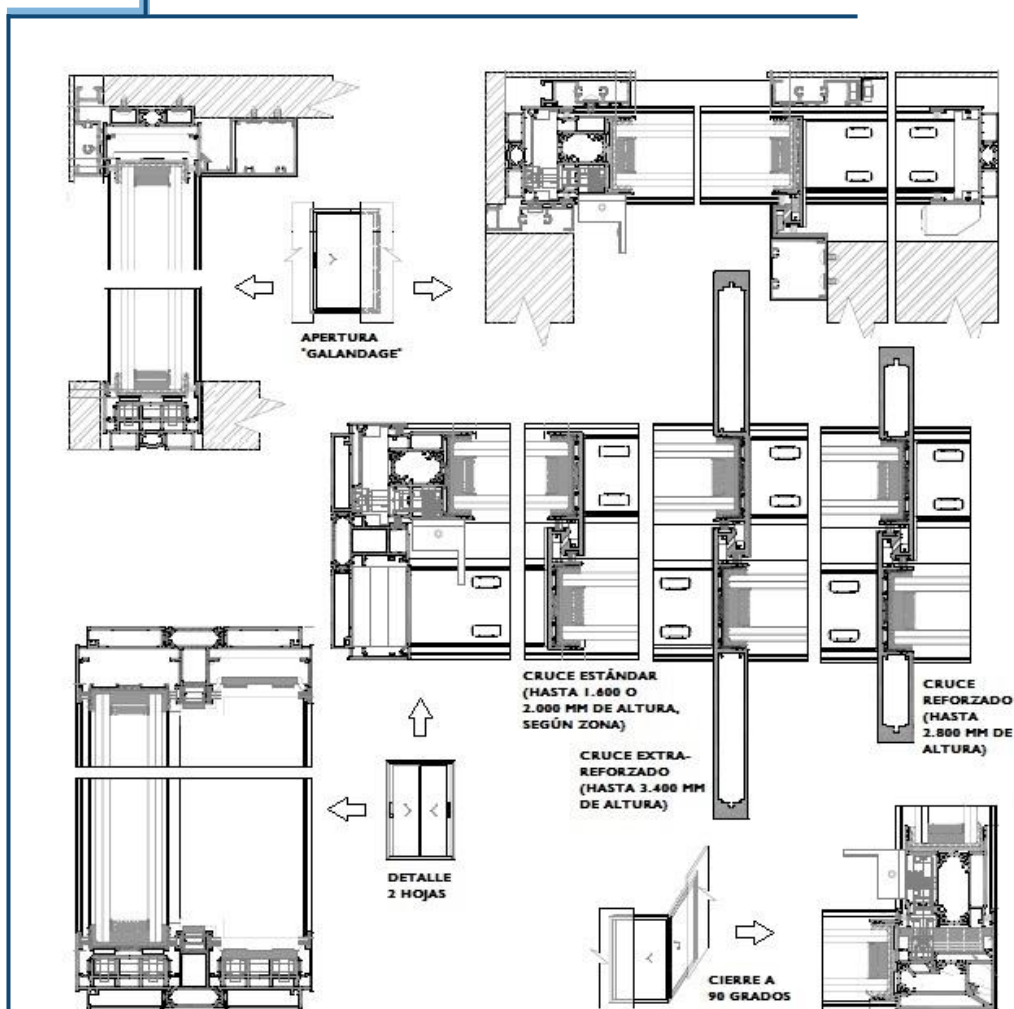 APERTURA
"GALANDAGE"
CRUCE ESTÁNDAR
(HASTA 1.600 O
2.000 MM DE ALTURA,
SEGÚN ZONA)
CRUCE EXTRA-
REFORZADO
(HASTA 3.400 MM
DE ALTURA)
CRUCE
REFORZADO
(HASTA
2.800 MM DE
ALTURA)
DETALLE
2 HOJAS
CIERRE A
90 GRADOS